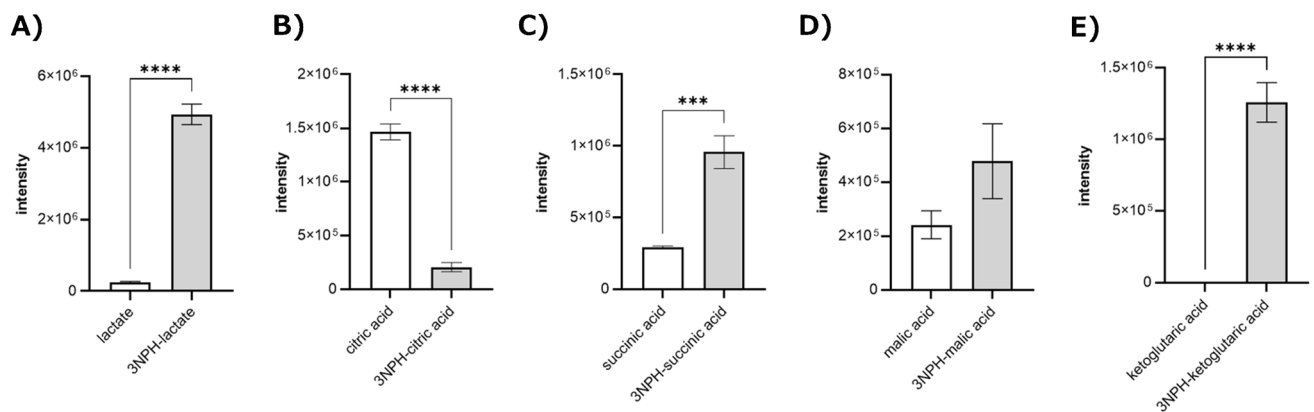 A)
6×10⁶
4×10⁶
2×10⁶
0
intensity
****
lactate
3NPH-lactate
B)
2×10⁶
1.5×10⁶
1×10⁶
5×10⁵
0
intensity
****
citric acid
3NPH-citric acid
C)
1.5×10⁶
1×10⁶
5×10⁵
0
intensity
***
succinic acid
3NPH-succinic acid
D)
8×10⁵
6×10⁵
4×10⁵
2×10⁵
0
intensity
malic acid
3NPH-malic acid
E)
1.5×10⁶
1×10⁶
5×10⁵
0
intensity
****
ketoglutaric acid
3NPH-ketoglutaric acid